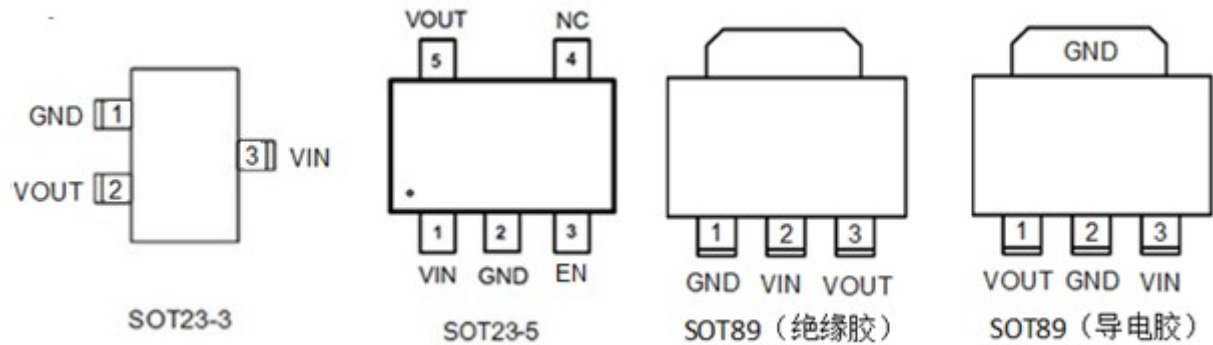 GND 1
VOUT 2
3 VIN
SOT23-3
VOUT NC
5 4
1 2 3
VIN GND EN
SOT23-5
1 2 3
GND VIN VOUT
SOT89（绝缘胶）
GND
1 2 3
VOUT GND VIN
SOT89（导电胶）